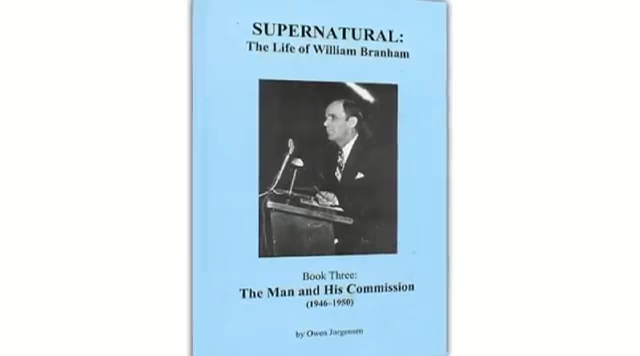 SUPERNATURAL:
The Life of William Branham
Book Three:
The Man and His Commission
(1946–1950)
by Owen Jorgensen